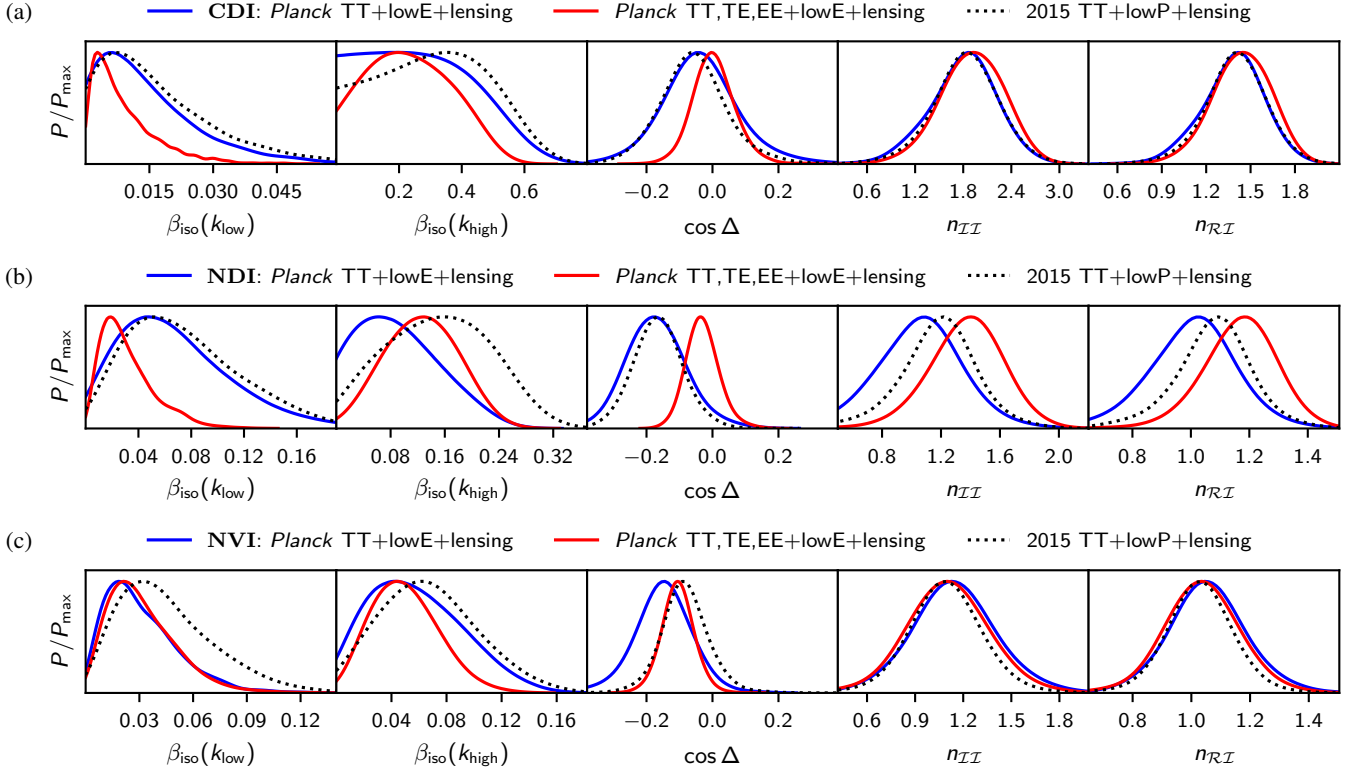 (a) CDI: Planck TT+lowE+lensing Planck TT,TE,EE+lowE+lensing 2015 TT+lowP+lensing
P/P_max
0.015 0.030 0.045 0.2 0.4 0.6 −0.2 0.0 0.2 0.6 1.2 1.8 2.4 3.0 0.6 0.9 1.2 1.5 1.8
β_iso(k_low) β_iso(k_high) cos Δ n_ℐℐ n_ℛℐ
(b) NDI: Planck TT+lowE+lensing Planck TT,TE,EE+lowE+lensing 2015 TT+lowP+lensing
P/P_max
0.04 0.08 0.12 0.16 0.08 0.16 0.24 0.32 −0.2 0.0 0.2 0.8 1.2 1.6 2.0 0.8 1.0 1.2 1.4
β_iso(k_low) β_iso(k_high) cos Δ n_ℐℐ n_ℛℐ
(c) NVI: Planck TT+lowE+lensing Planck TT,TE,EE+lowE+lensing 2015 TT+lowP+lensing
P/P_max
0.03 0.06 0.09 0.12 0.04 0.08 0.12 0.16 −0.2 0.0 0.2 0.6 0.9 1.2 1.5 1.8 0.8 1.0 1.2 1.4
β_iso(k_low) β_iso(k_high) cos Δ n_ℐℐ n_ℛℐ